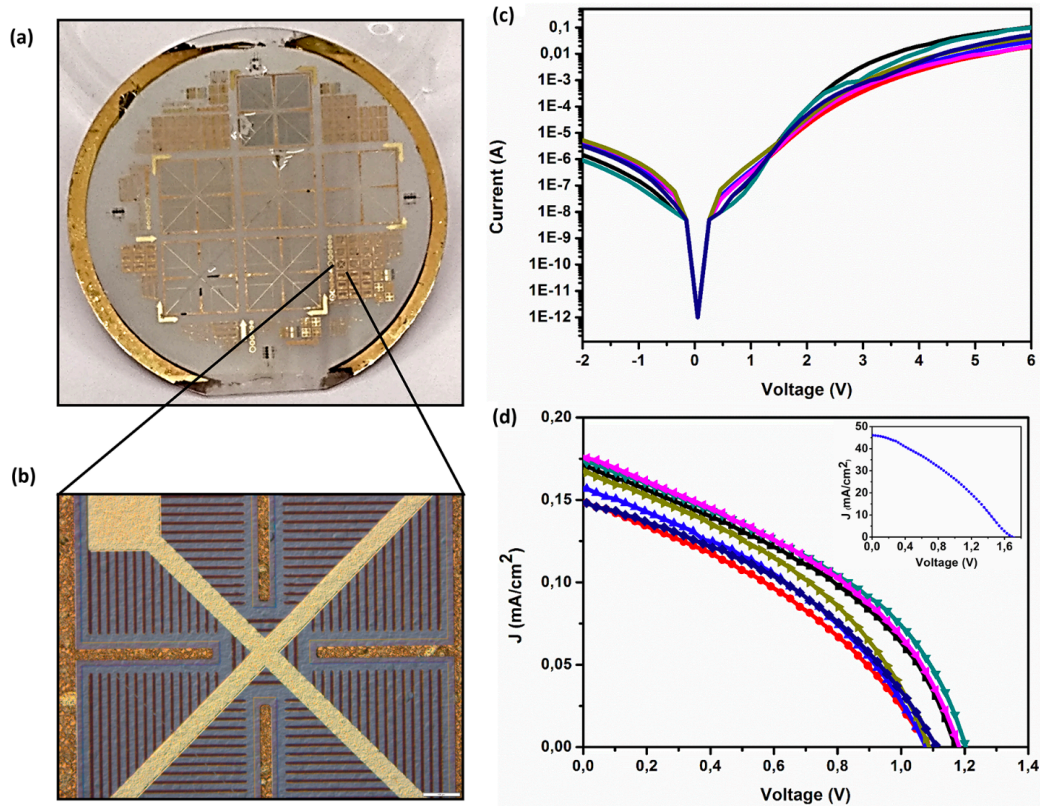 (a)
(b)
(c)
Current (A)
0,1
0,01
1E-3
1E-4
1E-5
1E-6
1E-7
1E-8
1E-9
1E-10
1E-11
1E-12
-2 -1 0 1 2 3 4 5 6
Voltage (V)
(d)
J (mA/cm²)
0,20
0,15
0,10
0,05
0,00
0,0 0,2 0,4 0,6 0,8 1,0 1,2 1,4
Voltage (V)
J (mA/cm²)
50
40
30
20
10
0
0,0 0,4 0,8 1,2 1,6
Voltage (V)